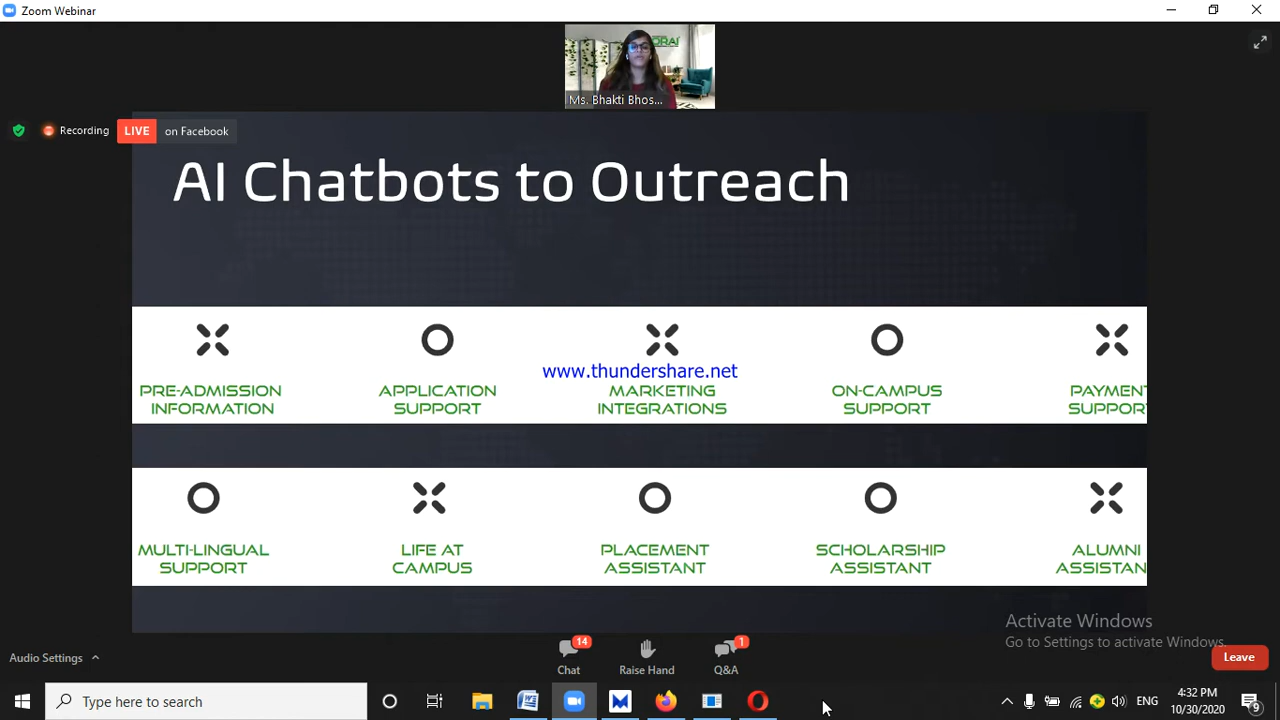 Zoom Webinar
ORAI
Ms. Bhakti Bhos...
Recording
LIVE on Facebook
AI Chatbots to Outreach
PRE-ADMISSION
INFORMATION
APPLICATION
SUPPORT
www.thundershare.net
MARKETING
INTEGRATIONS
ON-CAMPUS
SUPPORT
PAYMENT
SUPPORT
MULTI-LINGUAL
SUPPORT
LIFE AT
CAMPUS
PLACEMENT
ASSISTANT
SCHOLARSHIP
ASSISTANT
ALUMNI
ASSISTAN
Activate Windows
Go to Settings to activate Windows.
Audio Settings
14
Chat
Raise Hand
1
Q&A
Leave
Type here to search
ENG
4:32 PM
10/30/2020
9